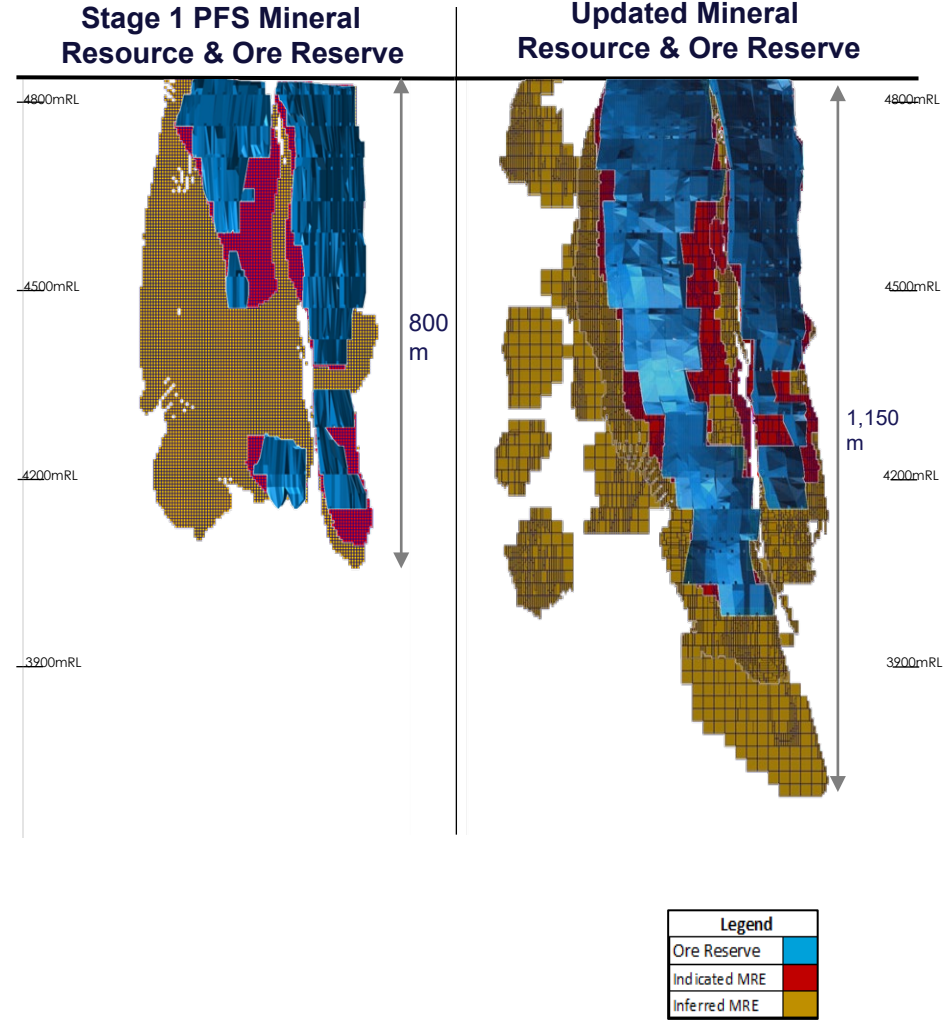 Stage 1 PFS Mineral
Resource & Ore Reserve
Updated Mineral
Resource & Ore Reserve
4800mRL
4500mRL
4200mRL
3900mRL
800
m
4800mRL
4500mRL
4200mRL
3900mRL
1,150
m
Legend
Ore Reserve
Indicated MRE
Inferred MRE